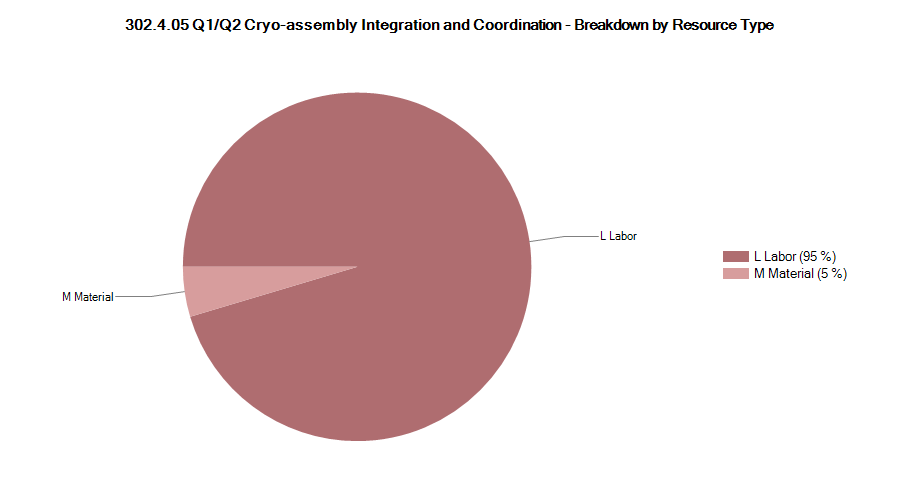 302.4.05 Q1/Q2 Cryo-assembly Integration and Coordination - Breakdown by Resource Type
L Labor
L Labor (95 %)
M Material (5 %)
M Material